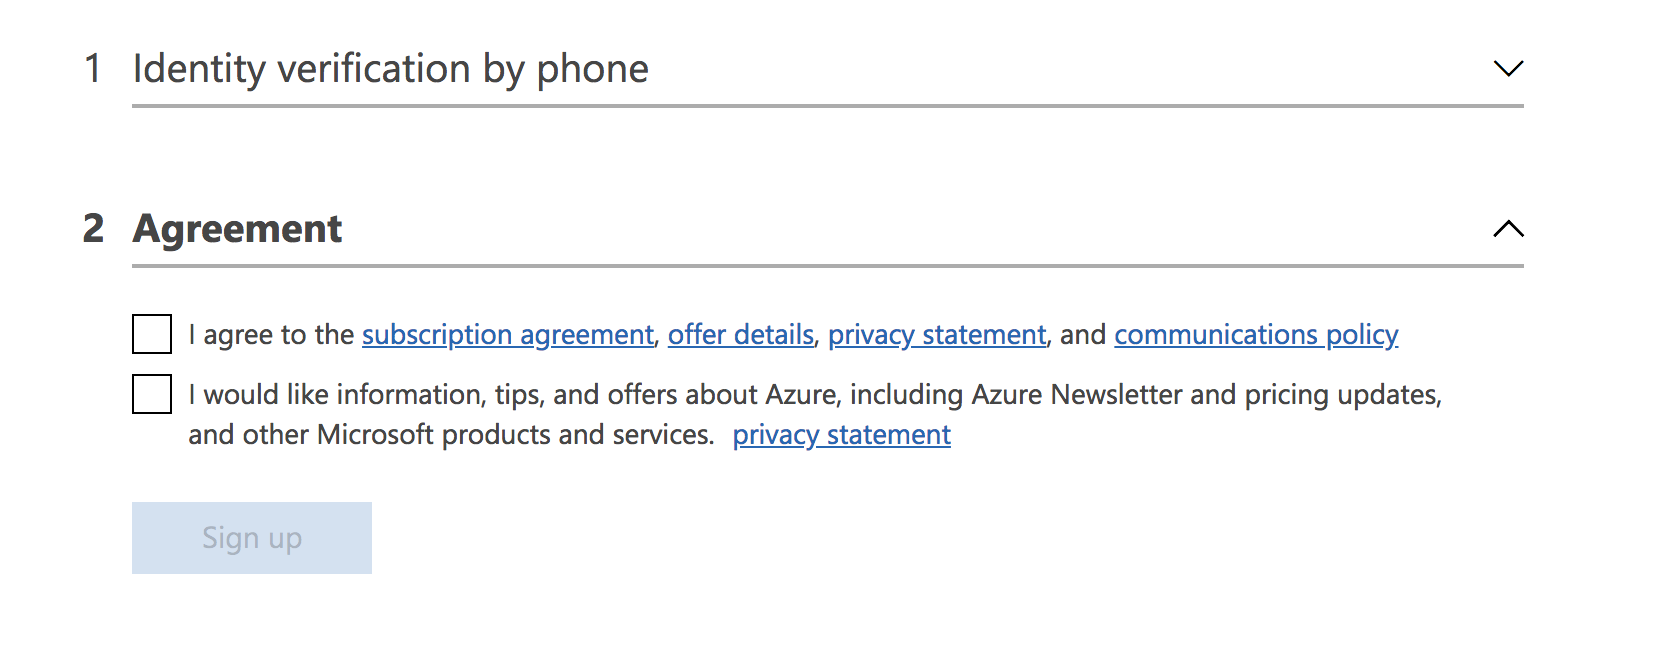 1 Identity verification by phone
2 Agreement
I agree to the subscription agreement, offer details, privacy statement, and communications policy
I would like information, tips, and offers about Azure, including Azure Newsletter and pricing updates,
and other Microsoft products and services. privacy statement
Sign up